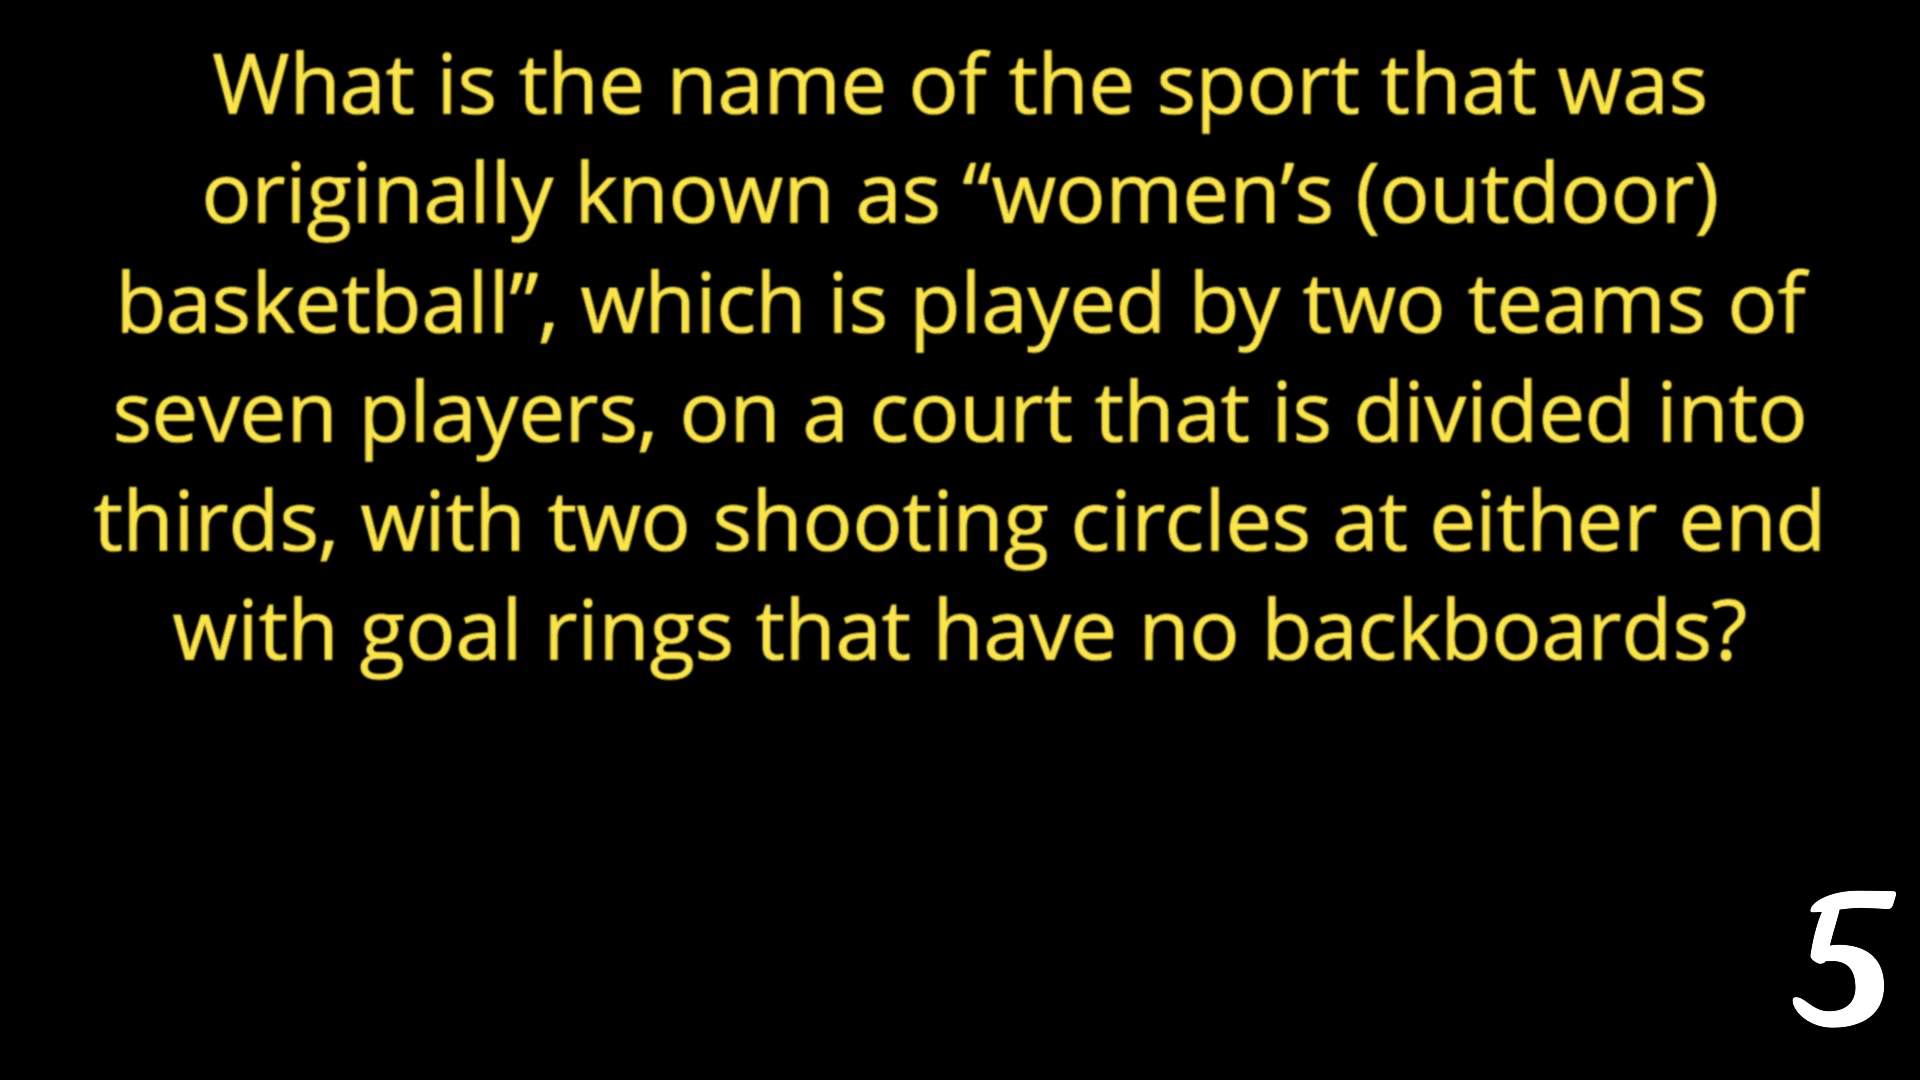 What is the name of the sport that was
originally known as “women’s (outdoor)
basketball”, which is played by two teams of
seven players, on a court that is divided into
thirds, with two shooting circles at either end
with goal rings that have no backboards?
5